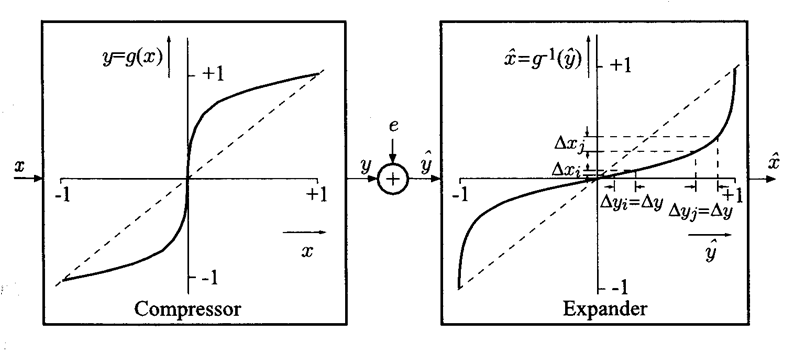 y=g(x)
+1
-1
+1
-1
x
Compressor
x
y
e
+
ŷ
x̂=g⁻¹(ŷ)
+1
Δxⱼ
Δxᵢ
-1
+1
Δyᵢ=Δy
Δyⱼ=Δy
ŷ
-1
Expander
x̂